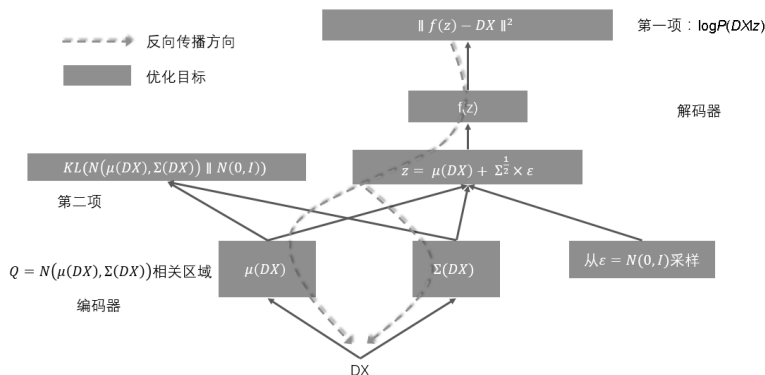 ‖ f(z) − DX ‖²
第一项：logP(DX|z)
反向传播方向
优化目标
f(z)
解码器
KL(N(μ(DX), Σ(DX)) ‖ N(0, I))
z = μ(DX) + Σ^{1/2} × ε
第二项
Q = N(μ(DX), Σ(DX))相关区域
μ(DX)
Σ(DX)
从ε = N(0, I)采样
编码器
DX